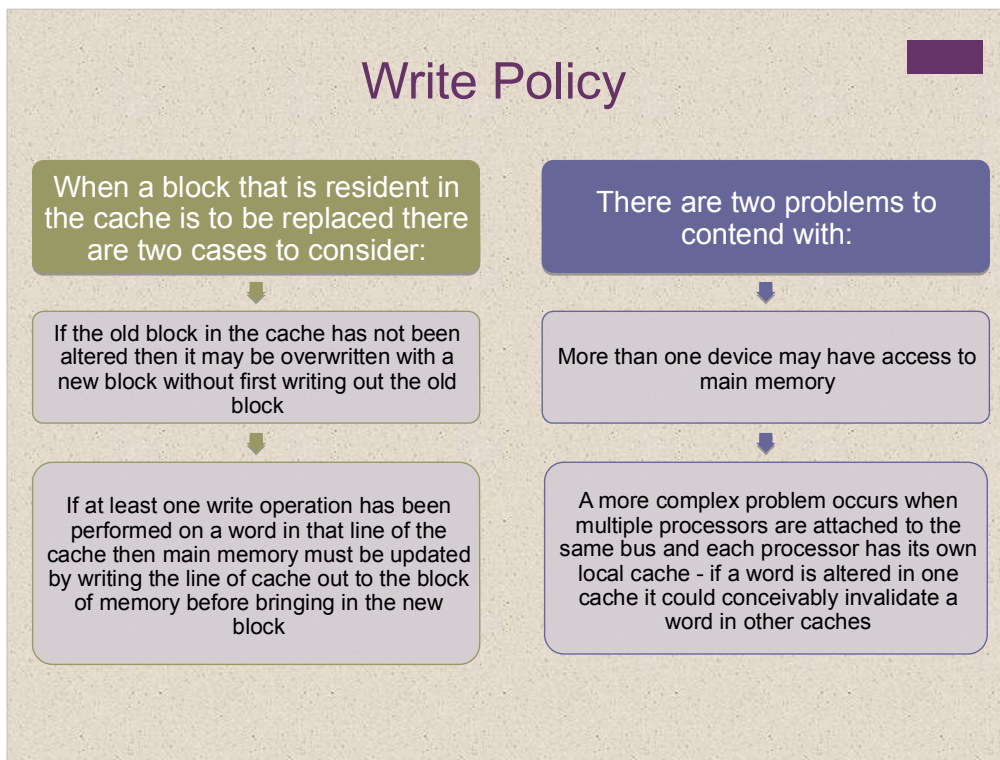 Write Policy
When a block that is resident in
the cache is to be replaced there
are two cases to consider:
If the old block in the cache has not been
altered then it may be overwritten with a
new block without first writing out the old
block
If at least one write operation has been
performed on a word in that line of the
cache then main memory must be updated
by writing the line of cache out to the block
of memory before bringing in the new
block
There are two problems to
contend with:
More than one device may have access to
main memory
A more complex problem occurs when
multiple processors are attached to the
same bus and each processor has its own
local cache - if a word is altered in one
cache it could conceivably invalidate a
word in other caches